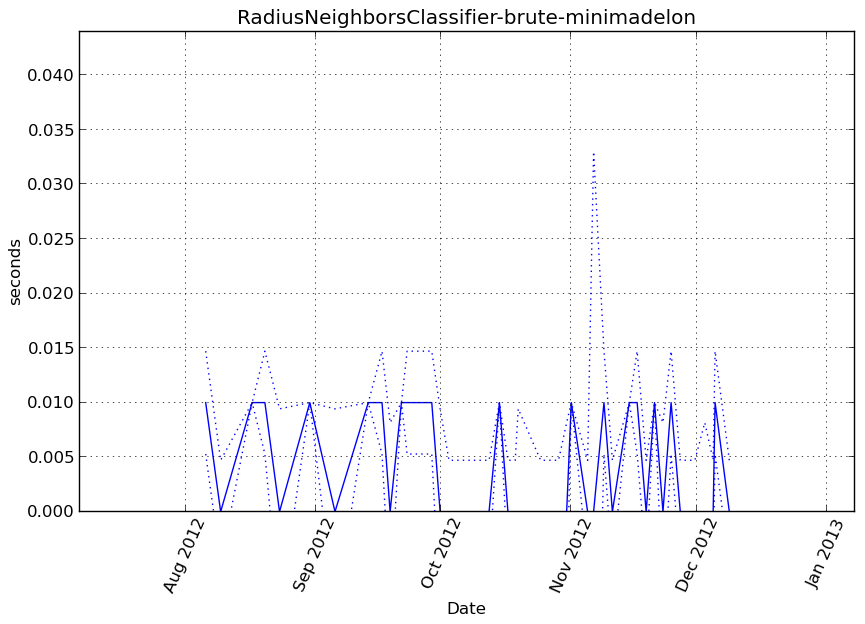 RadiusNeighborsClassifier-brute-minimadelon
0.040
0.035
0.030
0.025
0.020
0.015
0.010
0.005
0.000
seconds
Aug 2012
Sep 2012
Oct 2012
Nov 2012
Dec 2012
Jan 2013
Date